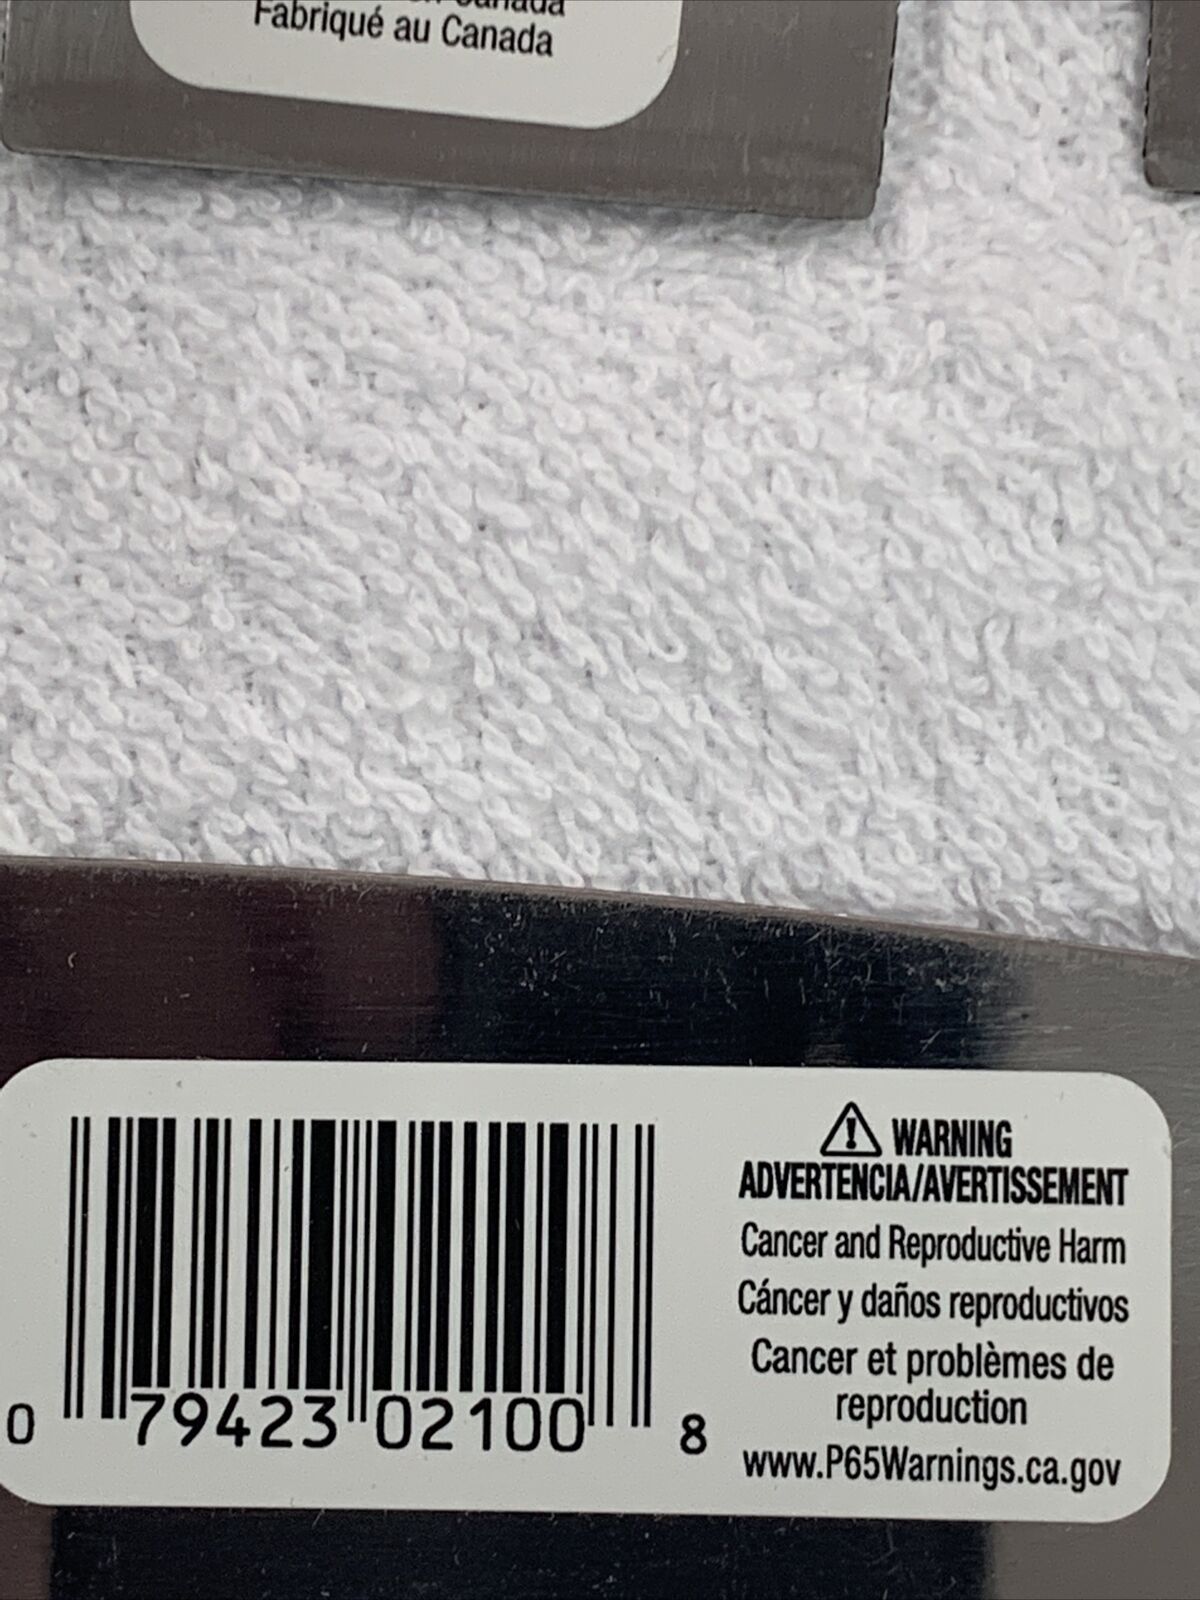 Canada
Fabriqué au Canada
WARNING
ADVERTENCIA/AVERTISSEMENT
Cancer and Reproductive Harm
Cáncer y daños reproductivos
Cancer et problèmes de
reproduction
www.P65Warnings.ca.gov
0 79423 02100 8